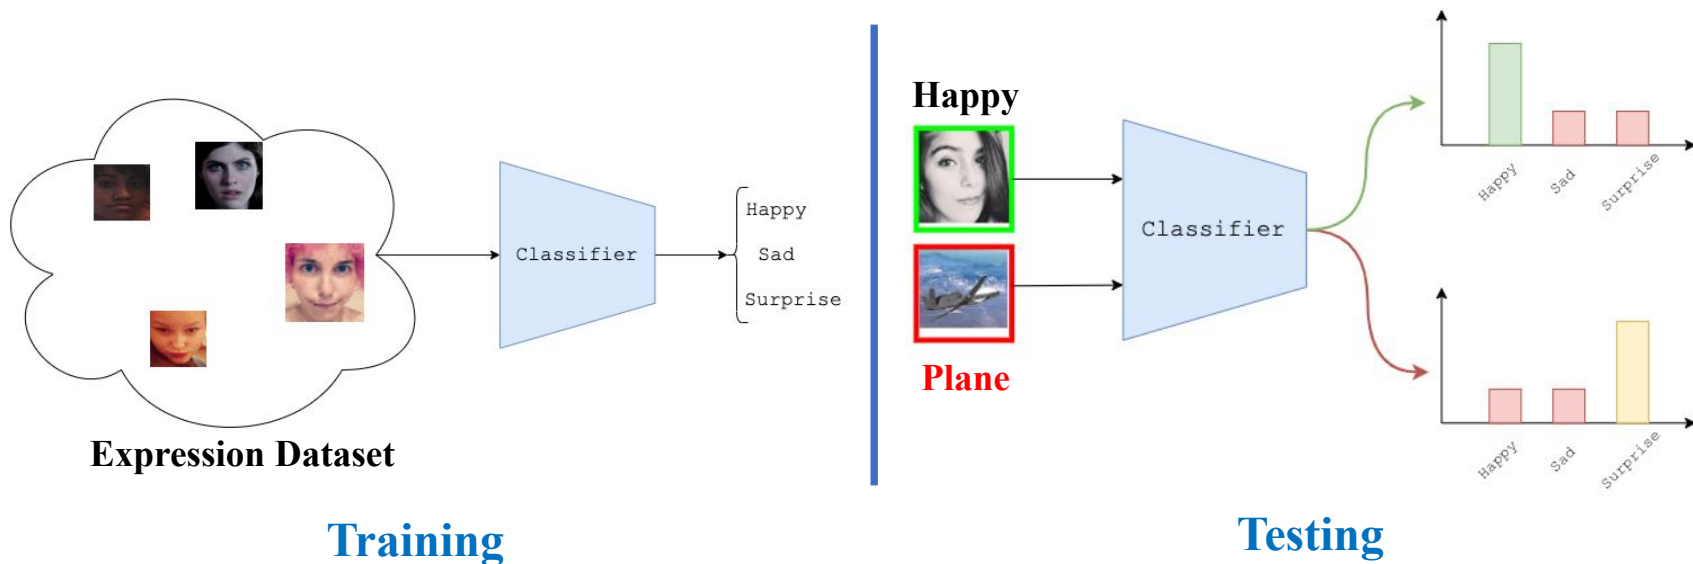 Expression Dataset
Classifier
Happy
Sad
Surprise
Training
Happy
Plane
Classifier
Happy
Sad
Surprise
Happy
Sad
Surprise
Testing